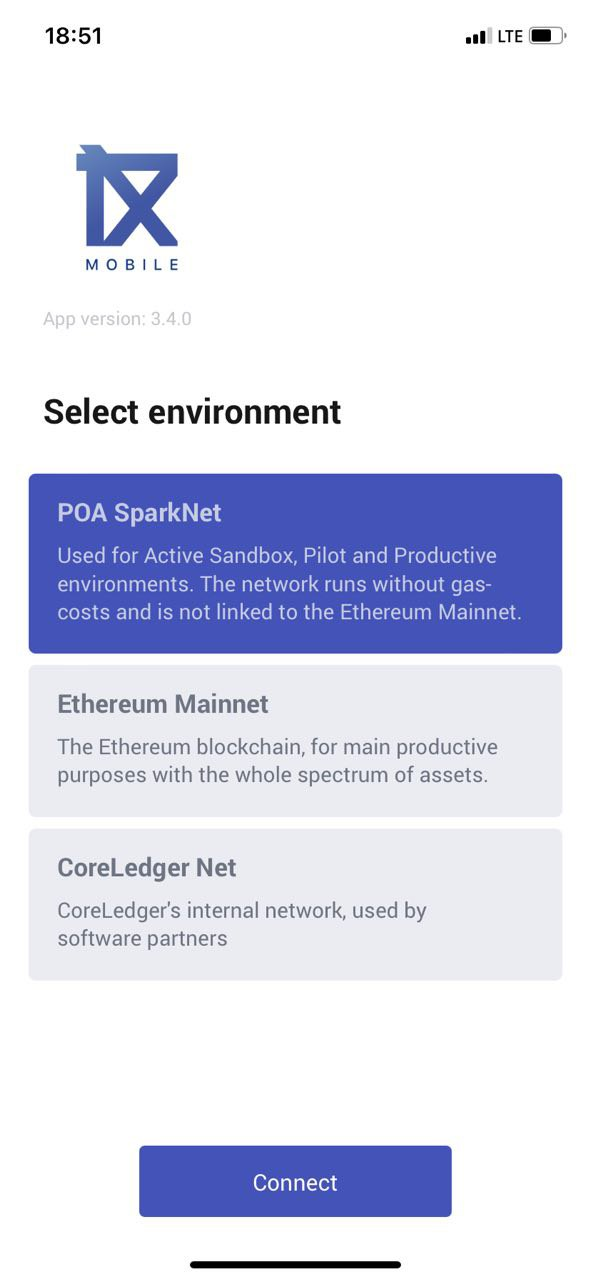 18:51
LTE
TX
MOBILE
App version: 3.4.0
Select environment
POA SparkNet
Used for Active Sandbox, Pilot and Productive
environments. The network runs without gas-
costs and is not linked to the Ethereum Mainnet.
Ethereum Mainnet
The Ethereum blockchain, for main productive
purposes with the whole spectrum of assets.
CoreLedger Net
CoreLedger's internal network, used by
software partners
Connect